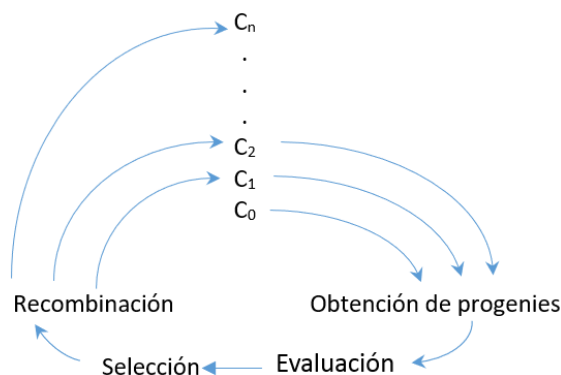 Cn
.
.
.
C2
C1
C0
Recombinación
Obtención de progenies
Selección
Evaluación